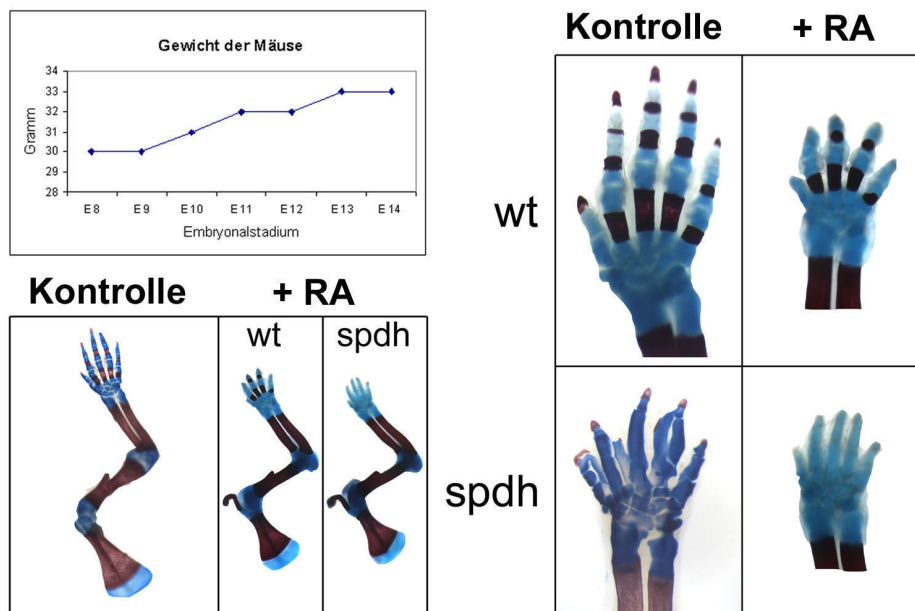 Gewicht der Mäuse
34
33
32
31
30
29
28
Gramm
E 8 E 9 E 10 E 11 E 12 E 13 E 14
Embryonalstadium
Kontrolle + RA
wt spdh
Kontrolle + RA
wt
spdh